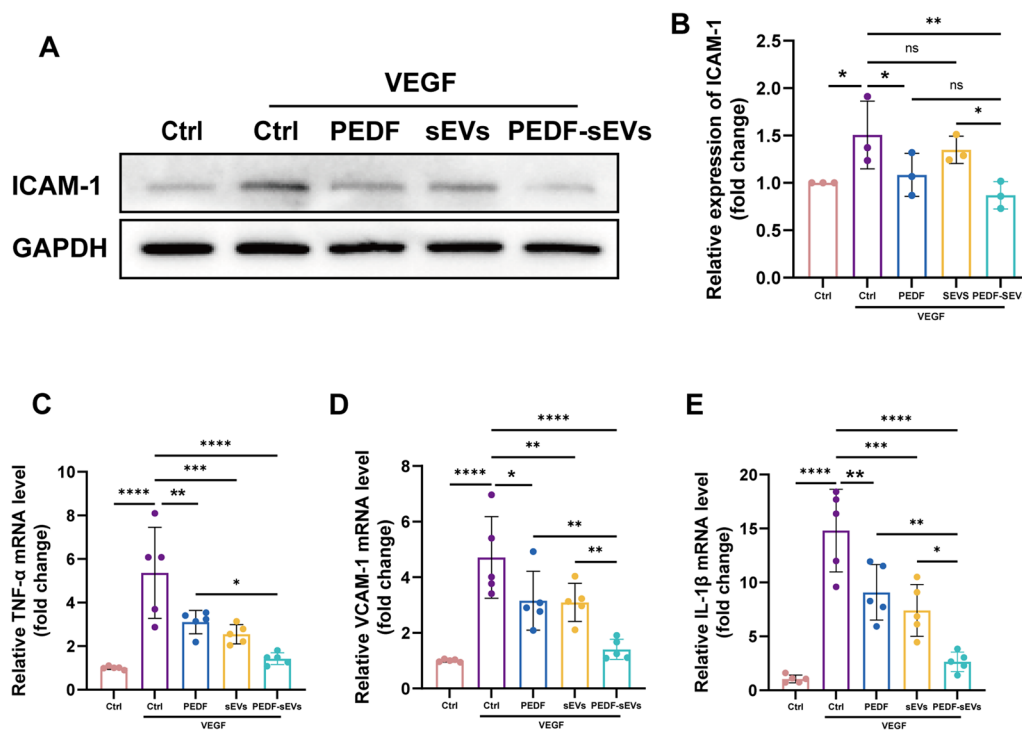 A
VEGF
Ctrl Ctrl PEDF sEVs PEDF-sEVs
ICAM-1
GAPDH
B
Relative expression of ICAM-1
(fold change)
2.5
2.0
1.5
1.0
0.5
0.0
**
ns
* *
ns
*
Ctrl Ctrl PEDF SEVS PEDF-SEV
VEGF
C
Relative TNF-α mRNA level
(fold change)
10
8
6
4
2
0
****
***
**** **
*
Ctrl Ctrl PEDF sEVs PEDF-sEVs
VEGF
D
Relative VCAM-1 mRNA level
(fold change)
8
6
4
2
0
****
**
**** *
**
**
Ctrl Ctrl PEDF sEVs PEDF-sEVs
VEGF
E
Relative IL-1β mRNA level
(fold change)
20
15
10
5
0
****
***
**** **
**
*
Ctrl Ctrl PEDF sEVs PEDF-sEVs
VEGF